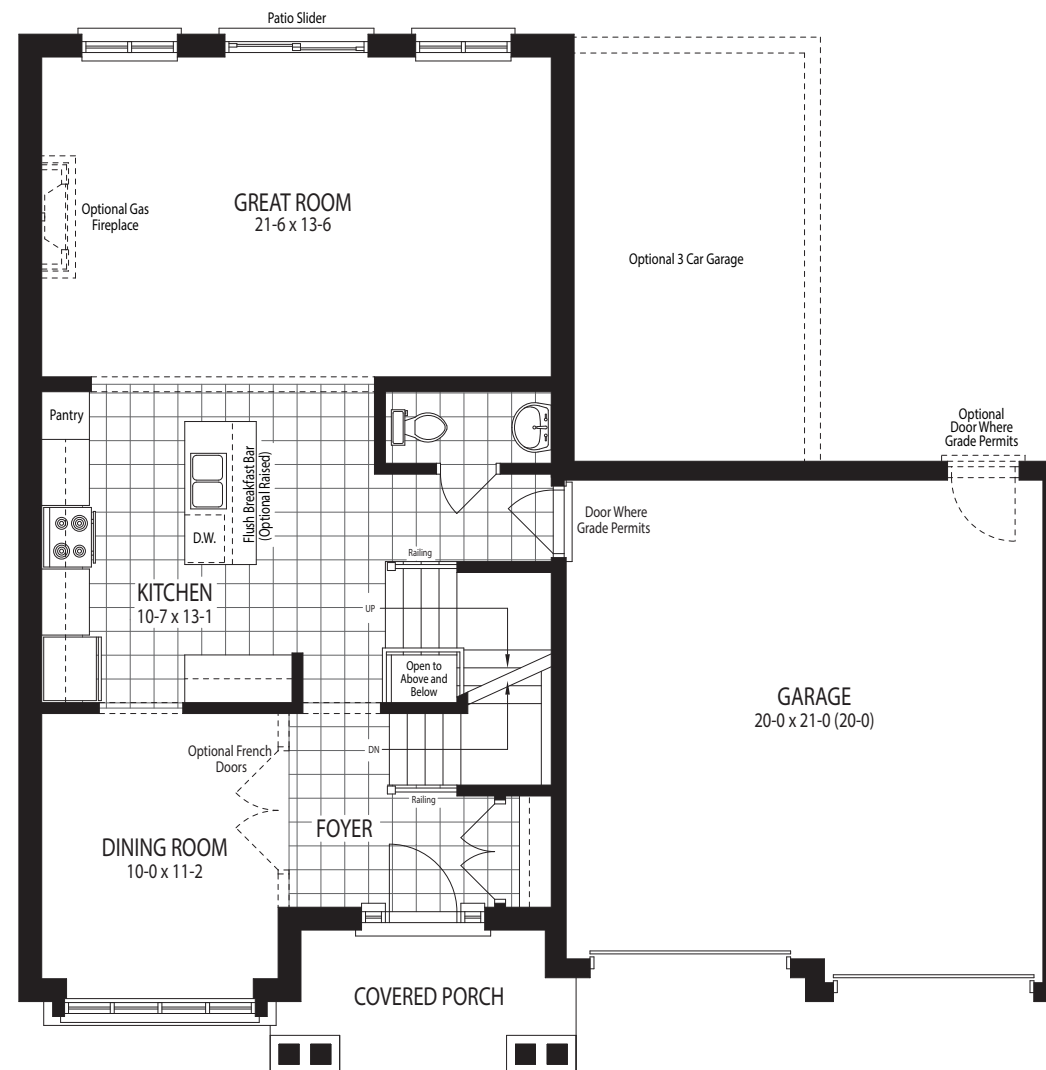 Patio Slider
GREAT ROOM
21-6 x 13-6
Optional Gas
Fireplace
Optional 3 Car Garage
Pantry
Optional
Door Where
Grade Permits
Flush Breakfast Bar
(Optional Raised)
D.W.
Door Where
Grade Permits
Railing
KITCHEN
10-7 x 13-1
UP
Open to
Above and
Below
GARAGE
20-0 x 21-0 (20-0)
Optional French
Doors
DN
Railing
FOYER
DINING ROOM
10-0 x 11-2
COVERED PORCH